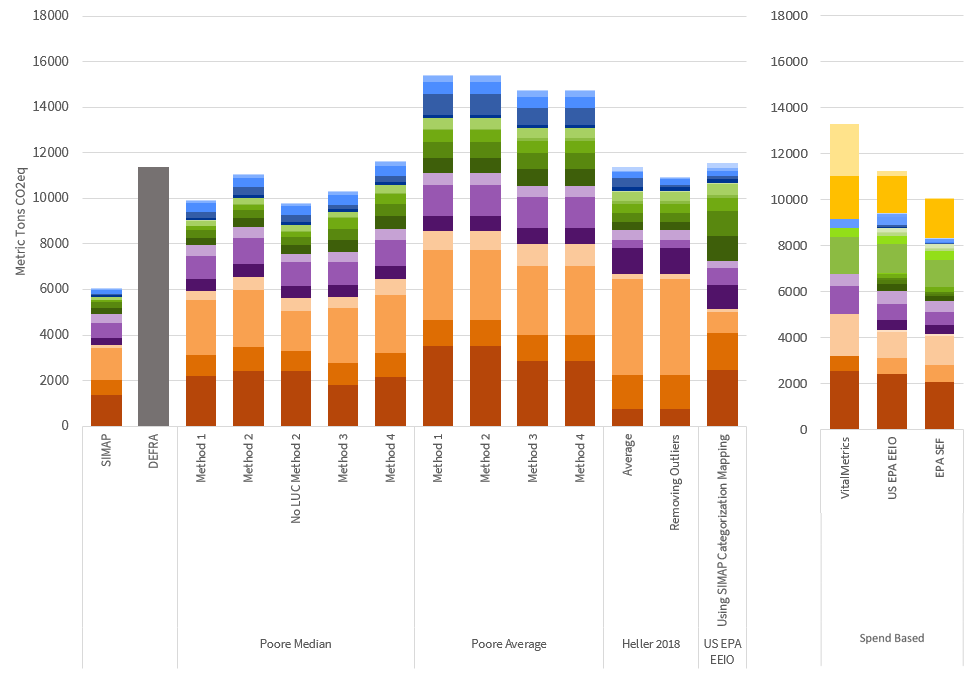 18000
16000
14000
12000
10000
8000
6000
4000
2000
0
Metric Tons CO2eq
SIMAP
DEFRA
Method 1
Method 2
No LUC Method 2
Method 3
Method 4
Method 1
Method 2
Method 3
Method 4
Average
Removing Outliers
Using SIMAP Categorization Mapping
Poore Median
Poore Average
Heller 2018
US EPA
EEIO
18000
16000
14000
12000
10000
8000
6000
4000
2000
0
VitalMetrics
US EPA EEIO
EPA SEF
Spend Based